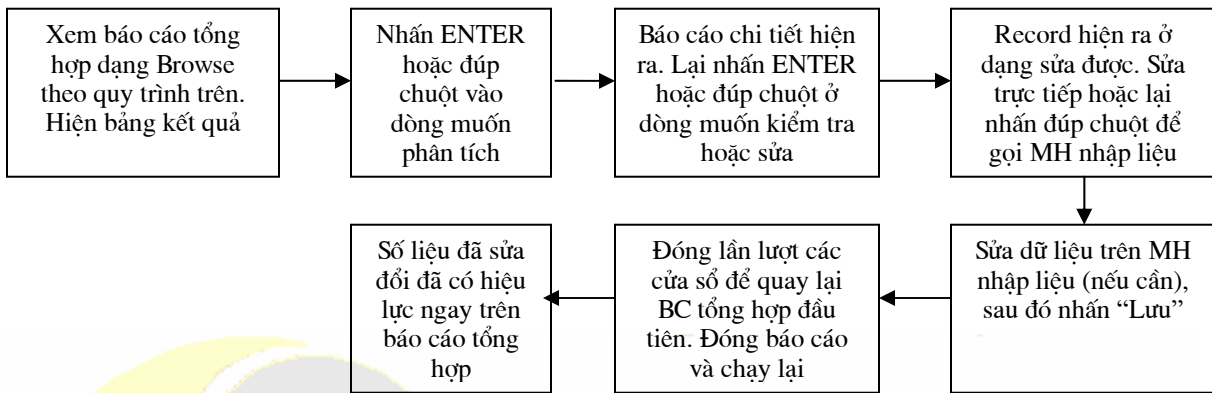 Xem báo cáo tổng
hợp dạng Browse
theo quy trình trên.
Hiện bảng kết quả
Nhấn ENTER
hoặc đúp
chuột vào
dòng muốn
phân tích
Báo cáo chi tiết hiện
ra. Lại nhấn ENTER
hoặc đúp chuột ở
dòng muốn kiểm tra
hoặc sửa
Record hiện ra ở
dạng sửa được. Sửa
trực tiếp hoặc lại
nhấn đúp chuột để
gọi MH nhập liệu
Sửa dữ liệu trên MH
nhập liệu (nếu cần),
sau đó nhấn “Lưu”
Đóng lần lượt các
cửa sổ để quay lại
BC tổng hợp đầu
tiên. Đóng báo cáo
và chạy lại
Số liệu đã sửa
đổi đã có hiệu
lực ngay trên
báo cáo tổng
hợp